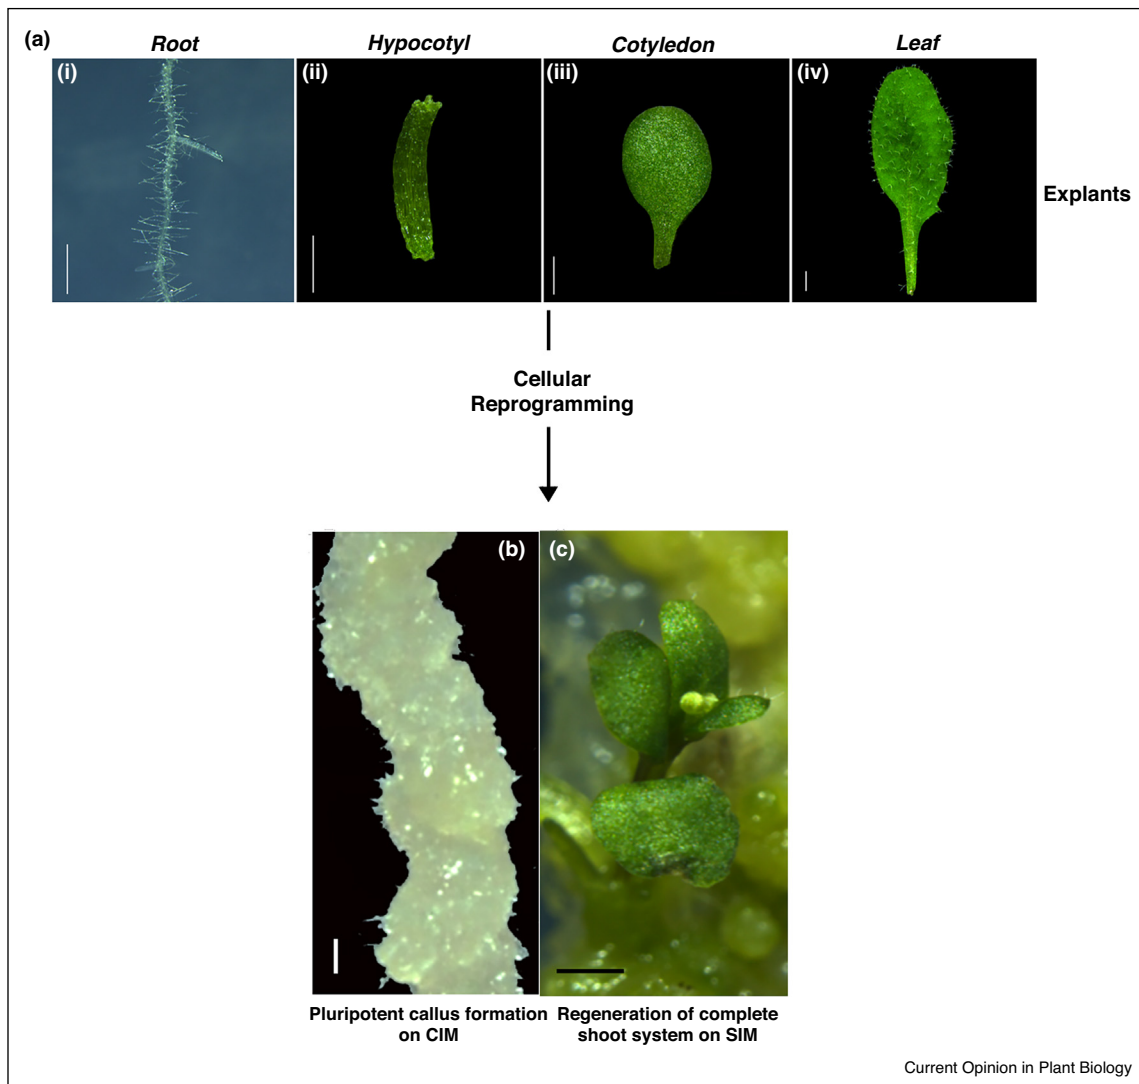 (a)
Root
Hypocotyl
Cotyledon
Leaf
(i)
(ii)
(iii)
(iv)
Explants
Cellular
Reprogramming
(b)
(c)
Pluripotent callus formation
on CIM
Regeneration of complete
shoot system on SIM
Current Opinion in Plant Biology